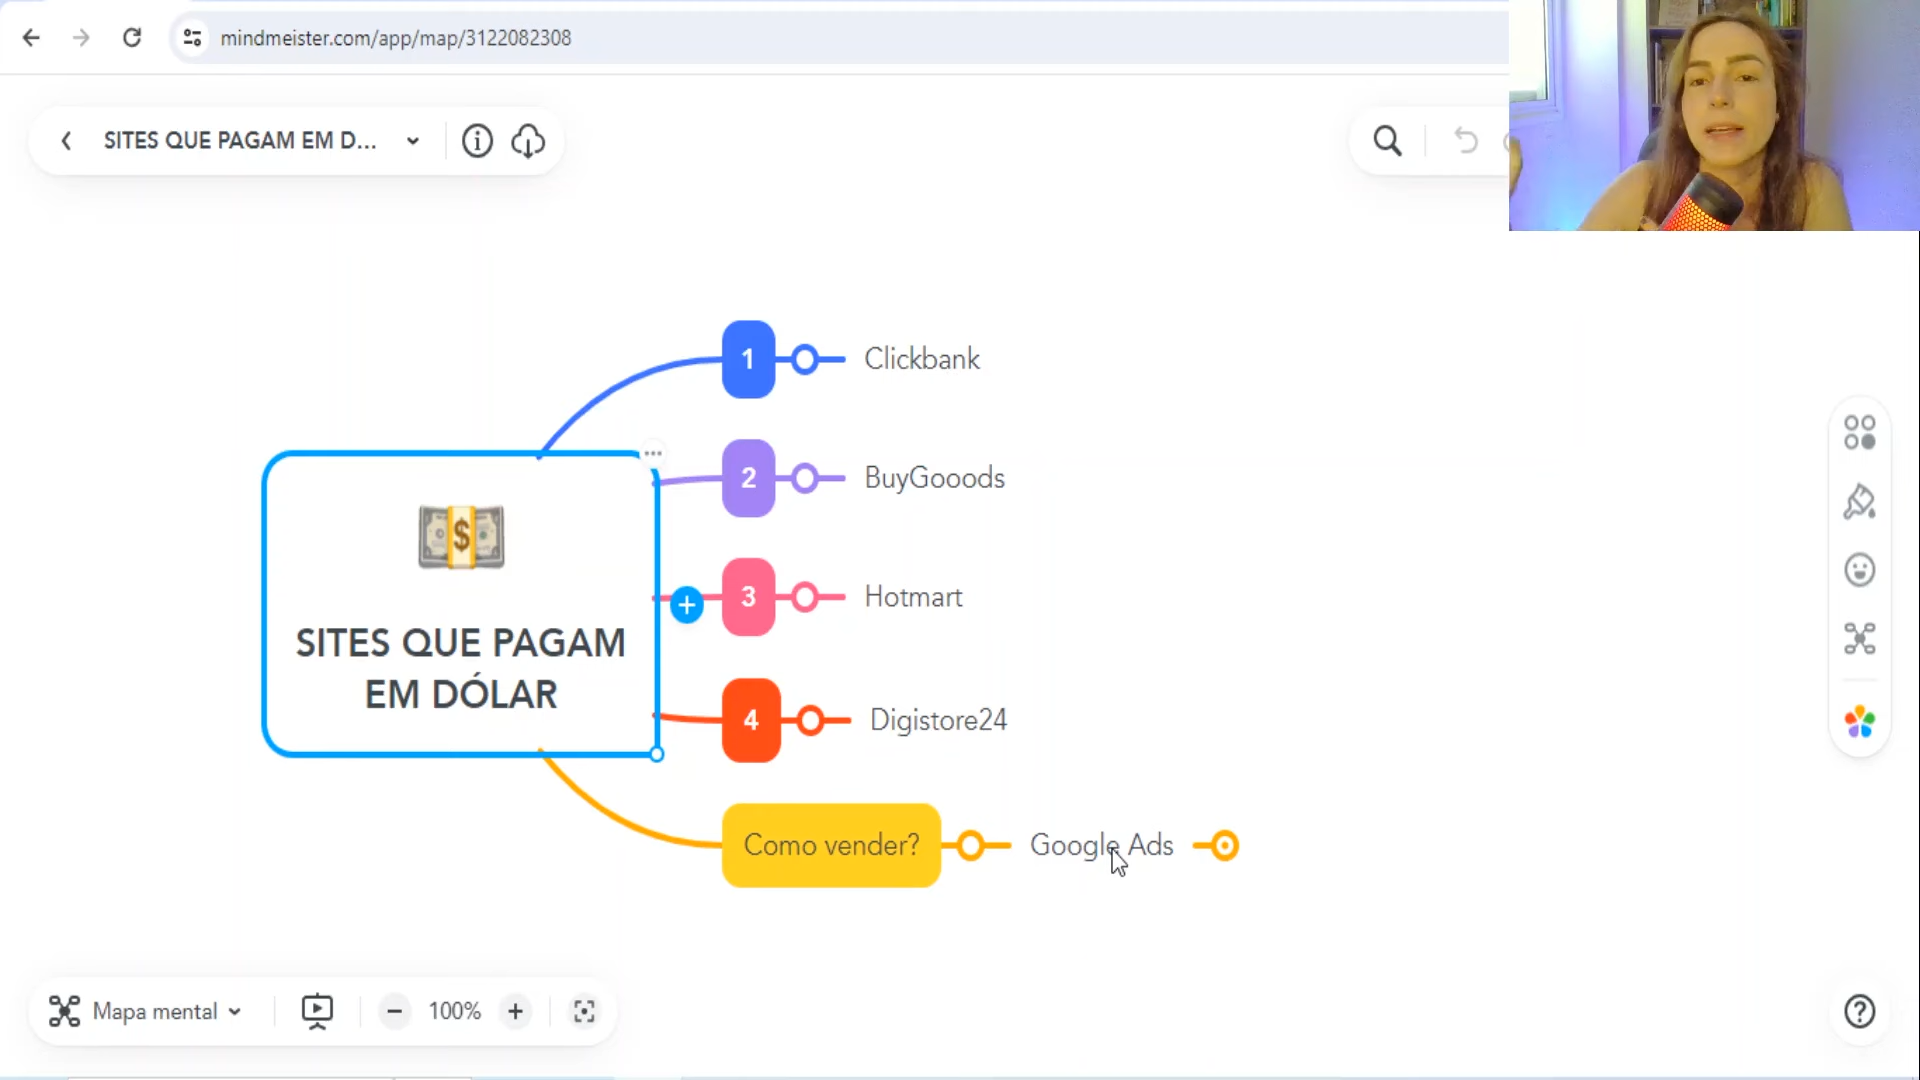 mindmeister.com/app/map/3122082308
SITES QUE PAGAM EM D...
1 Clickbank
2 BuyGooods
3 Hotmart
4 Digistore24
SITES QUE PAGAM
EM DÓLAR
Como vender? Google Ads
Mapa mental 100%